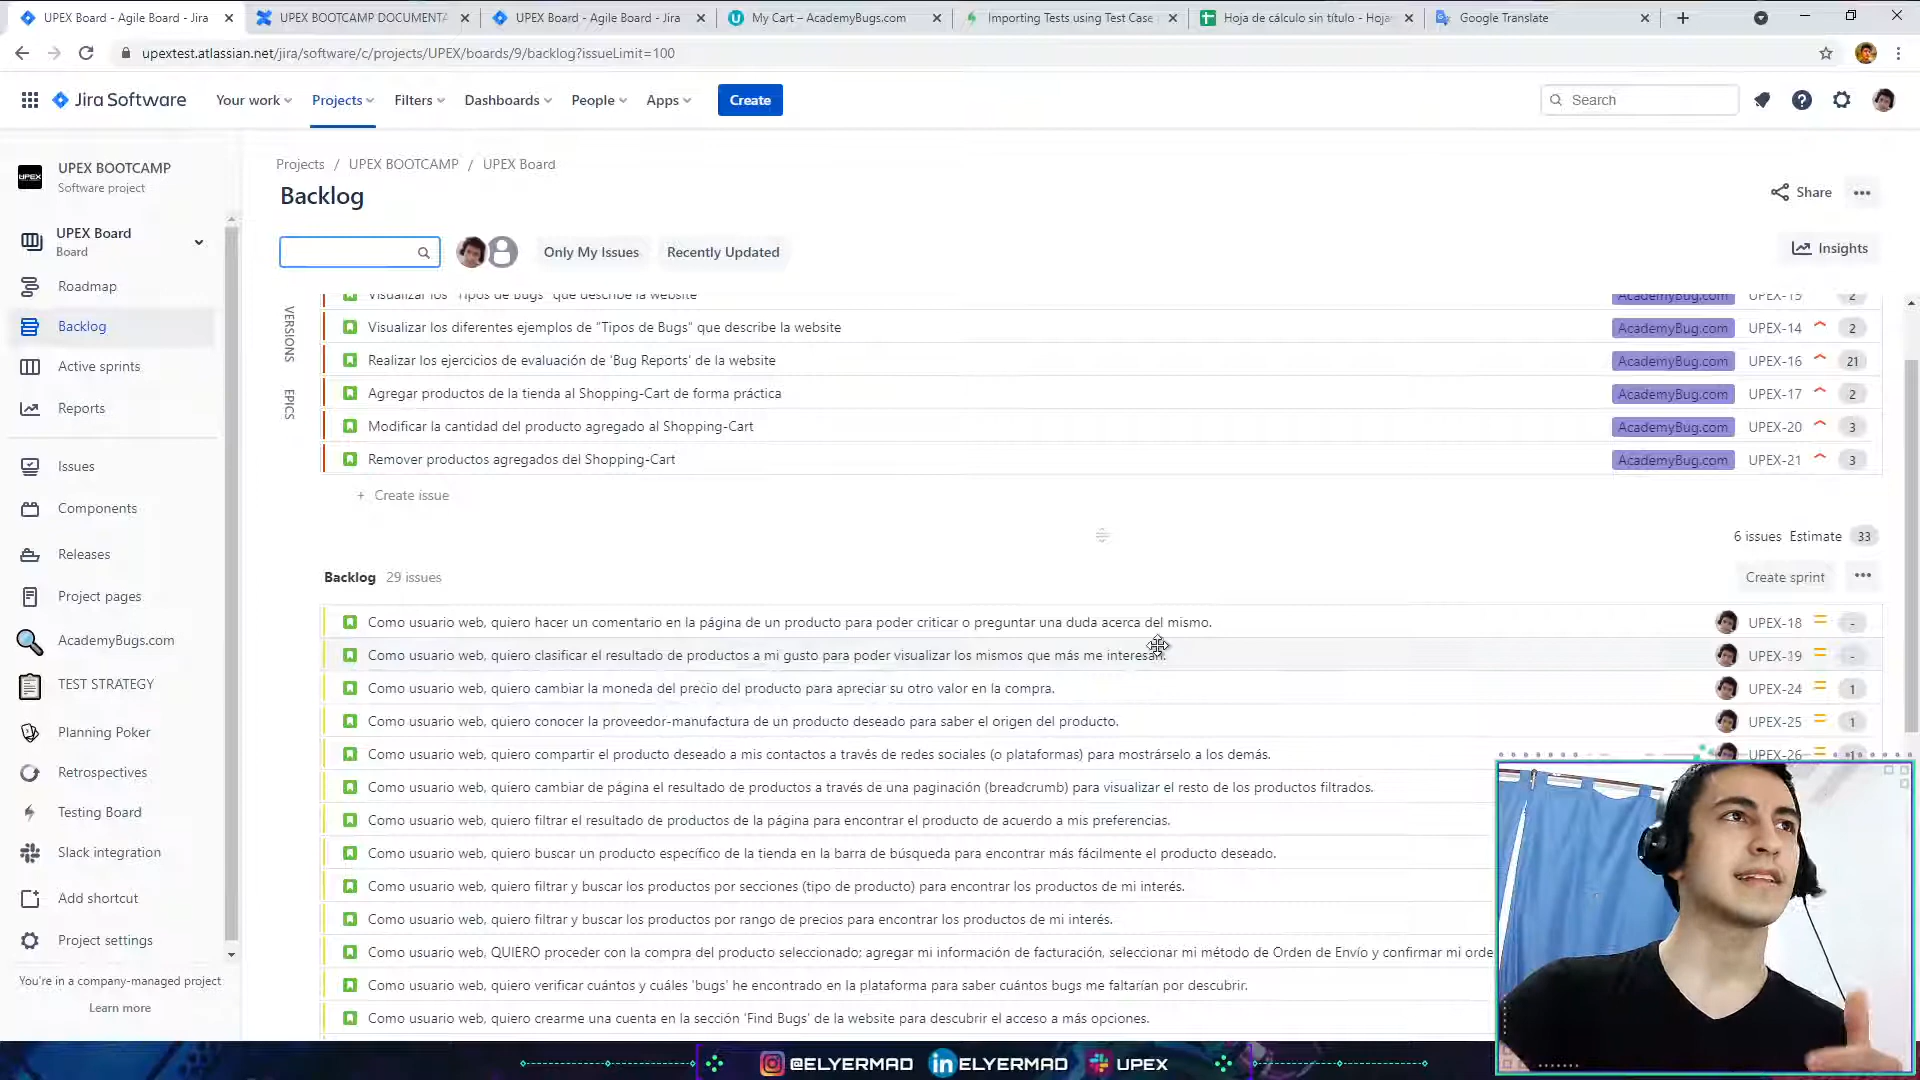 UPEX Board - Agile Board - Jira
UPEX BOOTCAMP DOCUMENTA
UPEX Board - Agile Board - Jira
My Cart – AcademyBugs.com
Importing Tests using Test Case
Hoja de cálculo sin título - Hoja
Google Translate
upextest.atlassian.net/jira/software/c/projects/UPEX/boards/9/backlog?issueLimit=100
Jira Software
Your work
Projects
Filters
Dashboards
People
Apps
Create
Search
UPEX
UPEX BOOTCAMP
Software project
UPEX Board
Board
Roadmap
Backlog
Active sprints
Reports
Issues
Components
Releases
Project pages
AcademyBugs.com
TEST STRATEGY
Planning Poker
Retrospectives
Testing Board
Slack integration
Add shortcut
Project settings
You're in a company-managed project
Learn more
Projects / UPEX BOOTCAMP / UPEX Board
Backlog
Share
Only My Issues
Recently Updated
Insights
VERSIONS
EPICS
Visualizar los "Tipos de Bugs" que describe la website AcademyBug.com UPEX-15 2
Visualizar los diferentes ejemplos de "Tipos de Bugs" que describe la website AcademyBug.com UPEX-14 2
Realizar los ejercicios de evaluación de 'Bug Reports' de la website AcademyBug.com UPEX-16 21
Agregar productos de la tienda al Shopping-Cart de forma práctica AcademyBug.com UPEX-17 2
Modificar la cantidad del producto agregado al Shopping-Cart AcademyBug.com UPEX-20 3
Remover productos agregados del Shopping-Cart AcademyBug.com UPEX-21 3
+ Create issue
6 issues Estimate 33
Backlog 29 issues
Create sprint
Como usuario web, quiero hacer un comentario en la página de un producto para poder criticar o preguntar una duda acerca del mismo. UPEX-18 -
Como usuario web, quiero clasificar el resultado de productos a mi gusto para poder visualizar los mismos que más me interesan. UPEX-19 -
Como usuario web, quiero cambiar la moneda del precio del producto para apreciar su otro valor en la compra. UPEX-24 1
Como usuario web, quiero conocer la proveedor-manufactura de un producto deseado para saber el origen del producto. UPEX-25 1
Como usuario web, quiero compartir el producto deseado a mis contactos a través de redes sociales (o plataformas) para mostrárselo a los demás. UPEX-26 1
Como usuario web, quiero cambiar de página el resultado de productos a través de una paginación (breadcrumb) para visualizar el resto de los productos filtrados.
Como usuario web, quiero filtrar el resultado de productos de la página para encontrar el producto de acuerdo a mis preferencias.
Como usuario web, quiero buscar un producto específico de la tienda en la barra de búsqueda para encontrar más fácilmente el producto deseado.
Como usuario web, quiero filtrar y buscar los productos por secciones (tipo de producto) para encontrar los productos de mi interés.
Como usuario web, quiero filtrar y buscar los productos por rango de precios para encontrar los productos de mi interés.
Como usuario web, QUIERO proceder con la compra del producto seleccionado; agregar mi información de facturación, seleccionar mi método de Orden de Envío y confirmar mi orde
Como usuario web, quiero verificar cuántos y cuáles 'bugs' he encontrado en la plataforma para saber cuántos bugs me faltarían por descubrir.
Como usuario web, quiero crearme una cuenta en la sección 'Find Bugs' de la website para descubrir el acceso a más opciones.
@ELYERMAD
ELYERMAD
UPEX